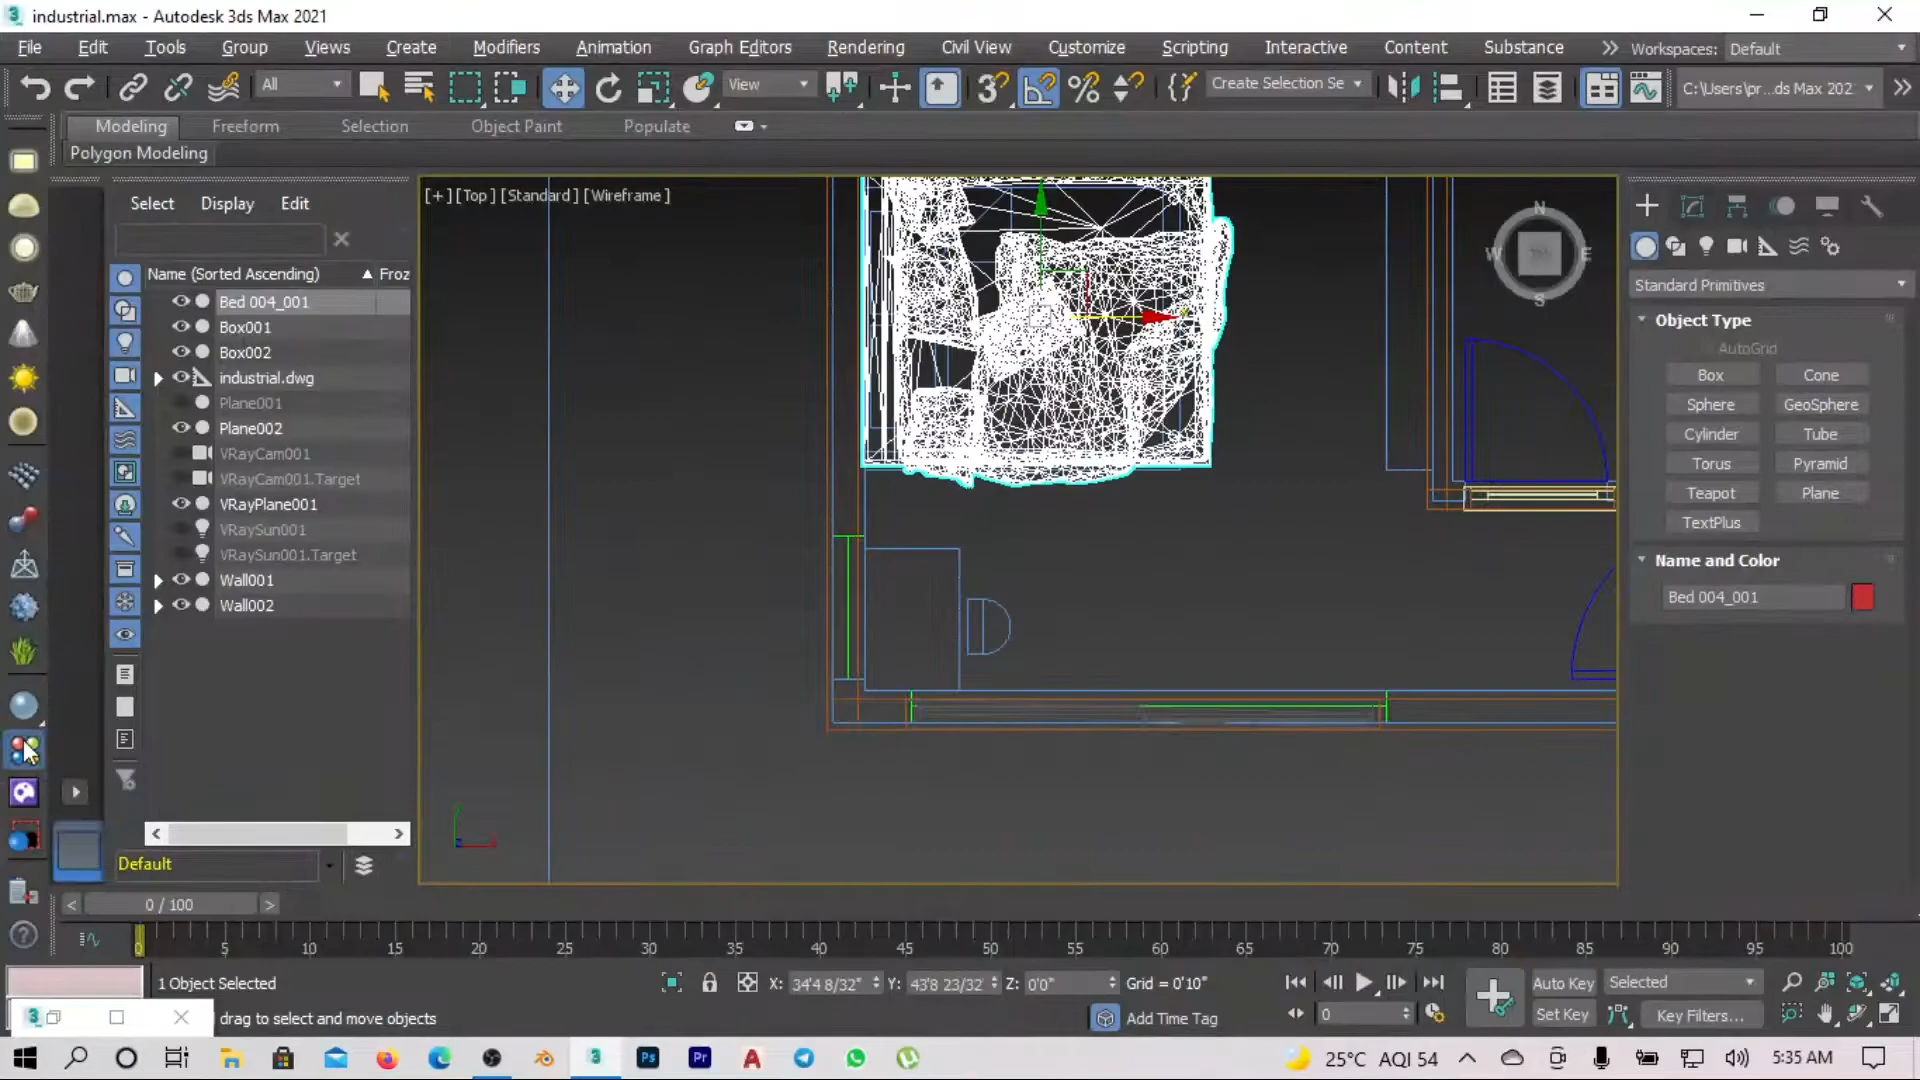 industrial.max - Autodesk 3ds Max 2021
File Edit Tools Group Views Create Modifiers Animation Graph Editors Rendering Civil View Customize Scripting Interactive Content Substance Workspaces: Default
All View Create Selection Se C:\Users\pr...ds Max 202
Modeling Freeform Selection Object Paint Populate
Polygon Modeling
Select Display Edit
Name (Sorted Ascending) Froz
Bed 004_001
Box001
Box002
industrial.dwg
Plane001
Plane002
VRayCam001
VRayCam001.Target
VRayPlane001
VRaySun001
VRaySun001.Target
Wall001
Wall002
Default
[+] [Top ] [Standard ] [Wireframe ]
N
W E
S
Standard Primitives
Object Type
AutoGrid
Box Cone
Sphere GeoSphere
Cylinder Tube
Torus Pyramid
Teapot Plane
TextPlus
Name and Color
Bed 004_001
< 0 / 100 >
0 5 10 15 20 25 30 35 40 45 50 55 60 65 70 75 80 85 90 95 100
1 Object Selected X: 34'4 8/32" Y: 43'8 23/32' Z: 0'0" Grid = 0'10" Auto Key Selected
drag to select and move objects Add Time Tag 0 Set Key Key Filters...
25°C AQI 54 5:35 AM